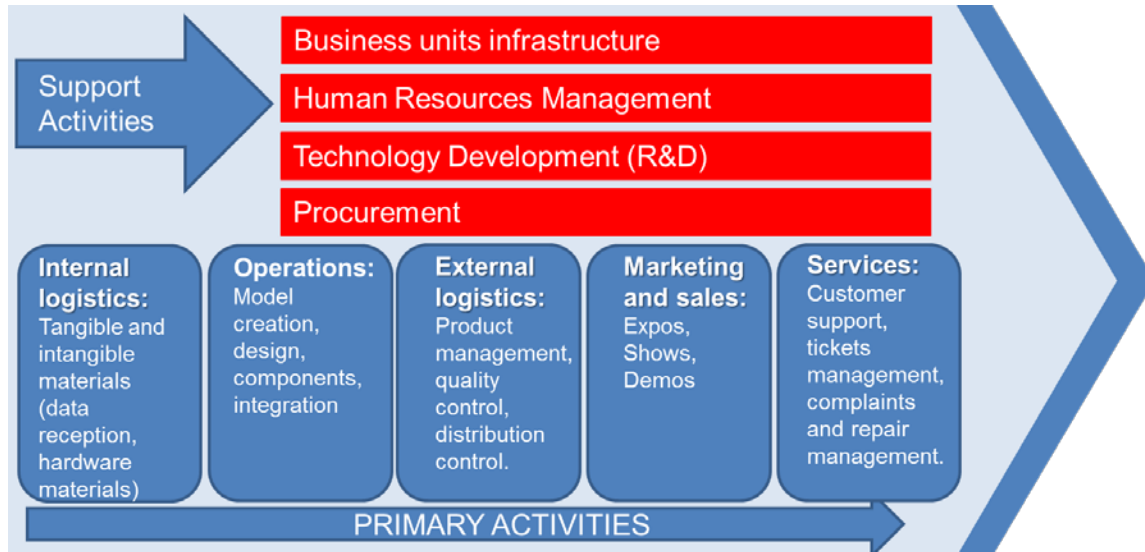 Support
Activities
Business units infrastructure
Human Resources Management
Technology Development (R&D)
Procurement
Internal
logistics:
Tangible and
intangible
materials
(data
reception,
hardware
materials)
Operations:
Model
creation,
design,
components,
integration
External
logistics:
Product
management,
quality
control,
distribution
control.
Marketing
and sales:
Expos,
Shows,
Demos
Services:
Customer
support,
tickets
management,
complaints
and repair
management.
PRIMARY ACTIVITIES